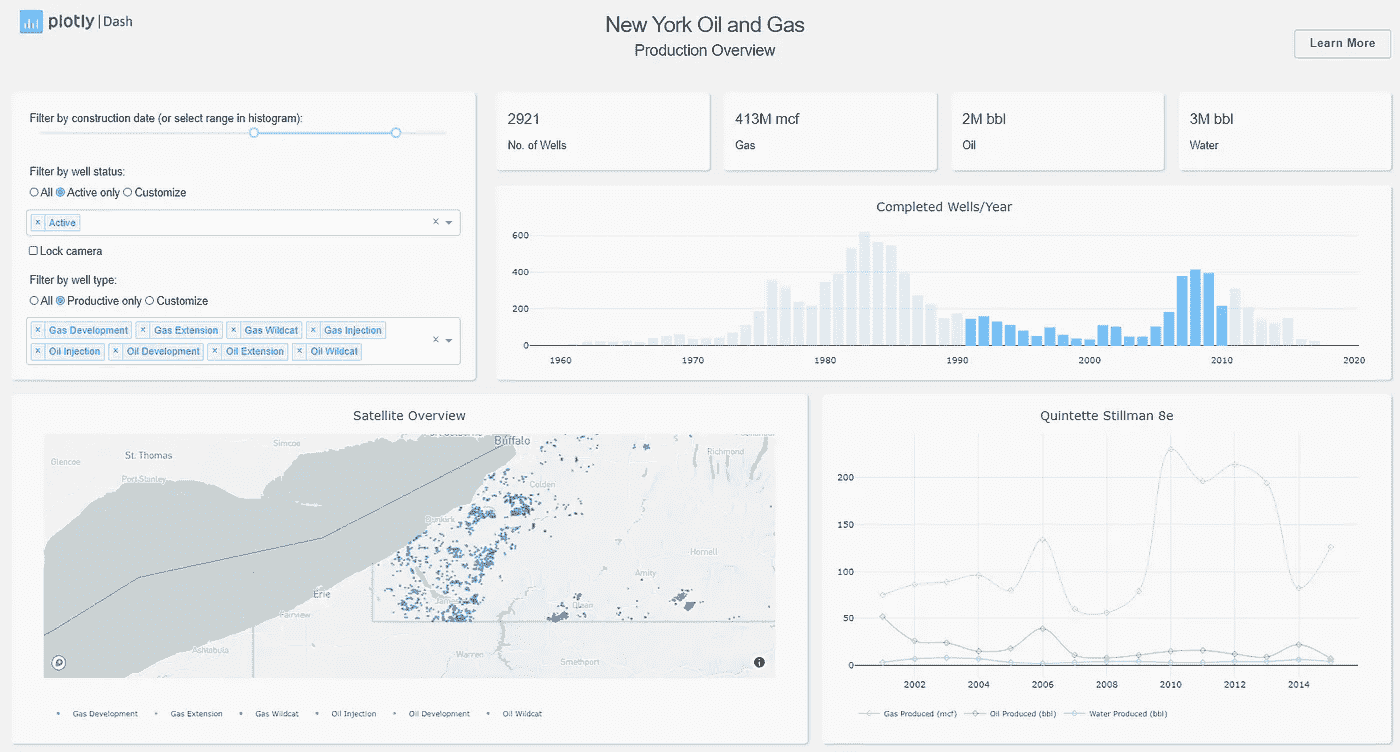 plotly | Dash
New York Oil and Gas
Production Overview
Learn More
Filter by construction date (or select range in histogram):
Filter by well status:
All Active only Customize
× Active × 
Lock camera
Filter by well type:
All Productive only Customize
× Gas Development × Gas Extension × Gas Wildcat × Gas Injection ×
× Oil Injection × Oil Development × Oil Extension × Oil Wildcat
2921
No. of Wells
413M mcf
Gas
2M bbl
Oil
3M bbl
Water
Completed Wells/Year
600
400
200
0
1960 1970 1980 1990 2000 2010 2020
Satellite Overview
Buffalo
Simcoe
St. Thomas
Glencoe
Richmond
Port Stanley
Colden
Dunkirk
Hornell
Amity
Erie
Olean
Fairview
Ashtabula
Warren
Smethport
Gas Development Gas Extension Gas Wildcat Oil Injection Oil Development Oil Wildcat
Quintette Stillman 8e
200
150
100
50
0
2002 2004 2006 2008 2010 2012 2014
Gas Produced (mcf) Oil Produced (bbl) Water Produced (bbl)